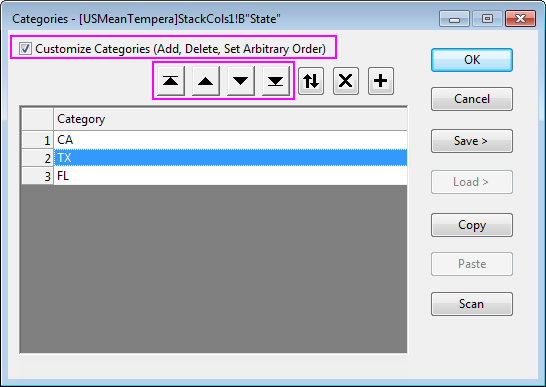 Categories - [USMeanTempera]StackCols1!B"State"
Customize Categories (Add, Delete, Set Arbitrary Order)
OK
Cancel
Category
1 CA
2 TX
3 FL
Save >
Load >
Copy
Paste
Scan